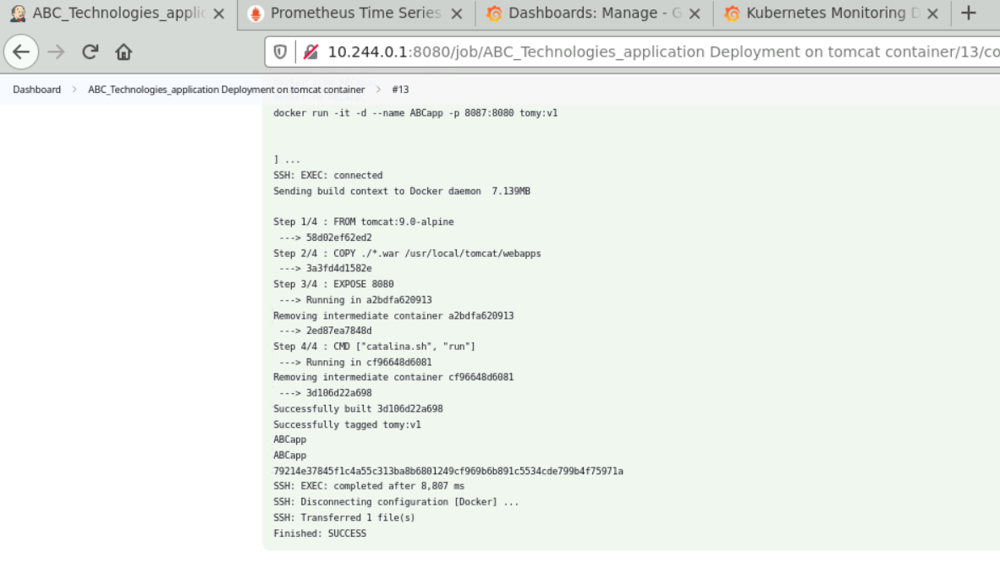 ABC_Technologies_applic
Prometheus Time Series
Dashboards: Manage - G
Kubernetes Monitoring D
10.244.0.1:8080/job/ABC_Technologies_application Deployment on tomcat container/13/co
Dashboard > ABC_Technologies_application Deployment on tomcat container > #13
docker run -it -d --name ABCapp -p 8087:8080 tomy:v1
] ...
SSH: EXEC: connected
Sending build context to Docker daemon 7.139MB
Step 1/4 : FROM tomcat:9.0-alpine
---> 58d02ef62ed2
Step 2/4 : COPY ./*.war /usr/local/tomcat/webapps
---> 3a3fd4d1582e
Step 3/4 : EXPOSE 8080
---> Running in a2bdfa620913
Removing intermediate container a2bdfa620913
---> 2ed87ea7848d
Step 4/4 : CMD ["catalina.sh", "run"]
---> Running in cf96648d6081
Removing intermediate container cf96648d6081
---> 3d106d22a698
Successfully built 3d106d22a698
Successfully tagged tomy:v1
ABCapp
ABCapp
79214e37845f1c4a55c313ba8b6801249cf969b6b891c5534cde799b4f75971a
SSH: EXEC: completed after 8,807 ms
SSH: Disconnecting configuration [Docker] ...
SSH: Transferred 1 file(s)
Finished: SUCCESS